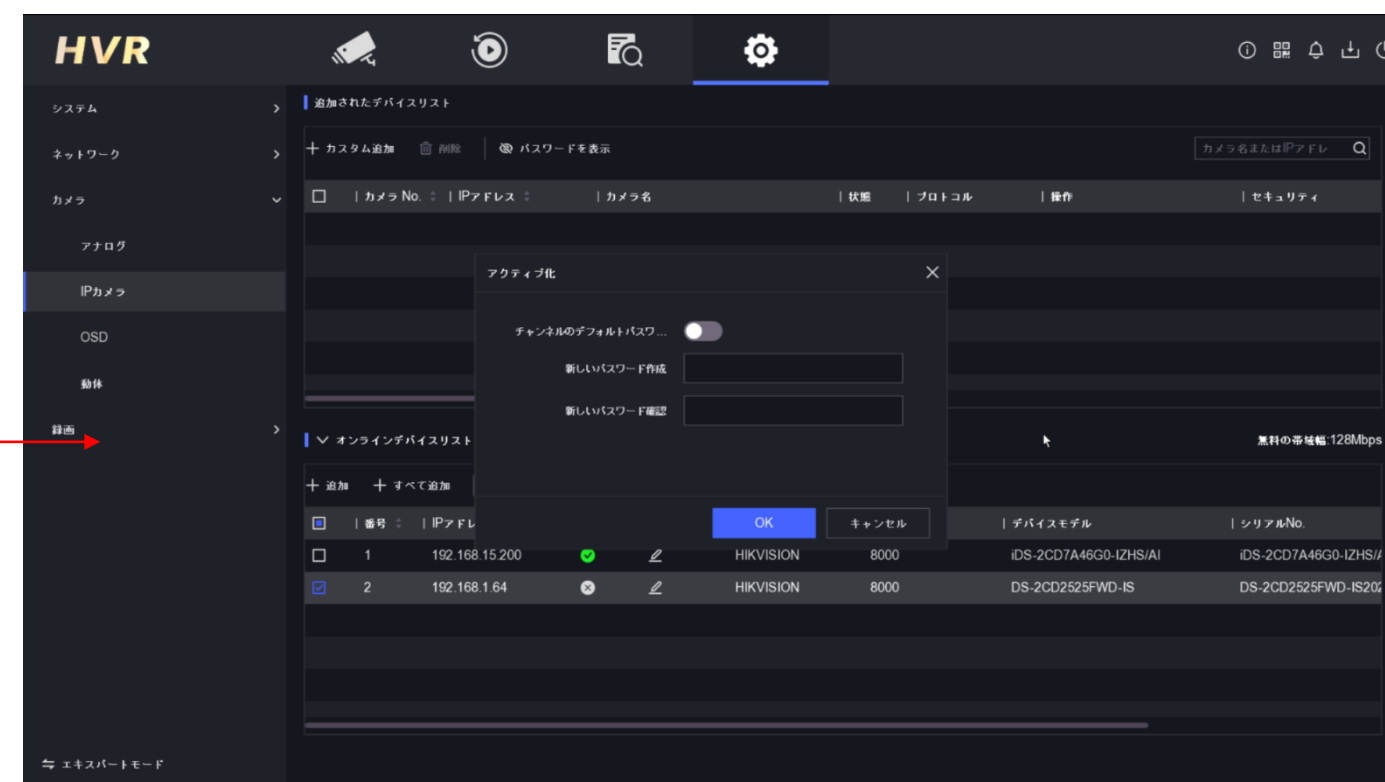 HVR
システム
ネットワーク
カメラ
アナログ
IPカメラ
OSD
動体
録画
エキスパートモード
追加されたデバイスリスト
カスタム追加 削除 パスワードを表示 カメラ名またはIPアドレ
カメラ No. IPアドレス カメラ名 状態 プロトコル 操作 セキュリティ
アクティブ化
チャンネルのデフォルトパスワ...
新しいパスワード作成
新しいパスワード確認
OK キャンセル
オンラインデバイスリスト 無料の帯域幅:128Mbps
追加 すべて追加
番号 IPアドレ デバイスモデル シリアルNo.
1 192.168.15.200 HIKVISION 8000 iDS-2CD7A46G0-IZHS/AI iDS-2CD7A46G0-IZHS/
2 192.168.1.64 HIKVISION 8000 DS-2CD2525FWD-IS DS-2CD2525FWD-IS202